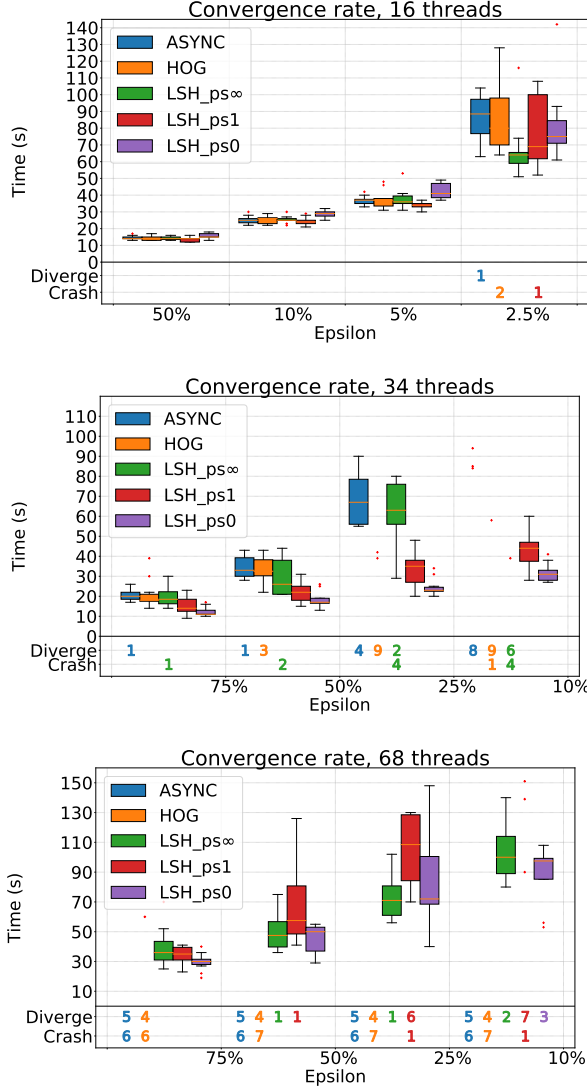 Convergence rate, 16 threads
140
130
120
110
100
90
80
70
60
50
40
30
20
10
0
Time (s)
ASYNC
HOG
LSH_ps∞
LSH_ps1
LSH_ps0
Diverge 1
Crash 2 1
50% 10% 5% 2.5%
Epsilon
Convergence rate, 34 threads
110
100
90
80
70
60
50
40
30
20
10
0
Time (s)
ASYNC
HOG
LSH_ps∞
LSH_ps1
LSH_ps0
Diverge 1 1 3 4 9 2 8 9 6
Crash 1 2 4 1 4
75% 50% 25% 10%
Epsilon
Convergence rate, 68 threads
150
130
110
90
70
50
30
10
Time (s)
ASYNC
HOG
LSH_ps∞
LSH_ps1
LSH_ps0
Diverge 5 4 5 4 1 1 5 4 1 6 5 4 2 7 3
Crash 6 6 6 7 6 7 1 6 7 1
75% 50% 25% 10%
Epsilon